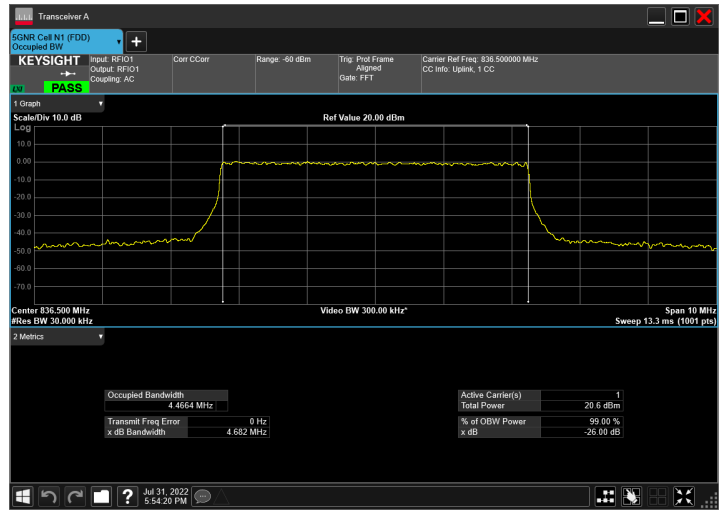 Transceiver A
5GNR Cell N1 (FDD)
Occupied BW
KEYSIGHT
LXI
PASS
Input: RFIO1
Output: RFIO1
Coupling: AC
Corr CCorr
Range: -60 dBm
Trig: Prot Frame
Aligned
Gate: FFT
Carrier Ref Freq: 836.500000 MHz
CC Info: Uplink, 1 CC
1 Graph
Scale/Div 10.0 dB
Ref Value 20.00 dBm
Log
10.0
0.00
-10.0
-20.0
-30.0
-40.0
-50.0
-60.0
-70.0
Center 836.500 MHz
Video BW 300.00 kHz*
Span 10 MHz
#Res BW 30.000 kHz
Sweep 13.3 ms (1001 pts)
2 Metrics
Occupied Bandwidth
4.4664 MHz
Transmit Freq Error 0 Hz
x dB Bandwidth 4.682 MHz
Active Carrier(s) 1
Total Power 20.6 dBm
% of OBW Power 99.00 %
x dB -26.00 dB
Jul 31, 2022
5:54:20 PM